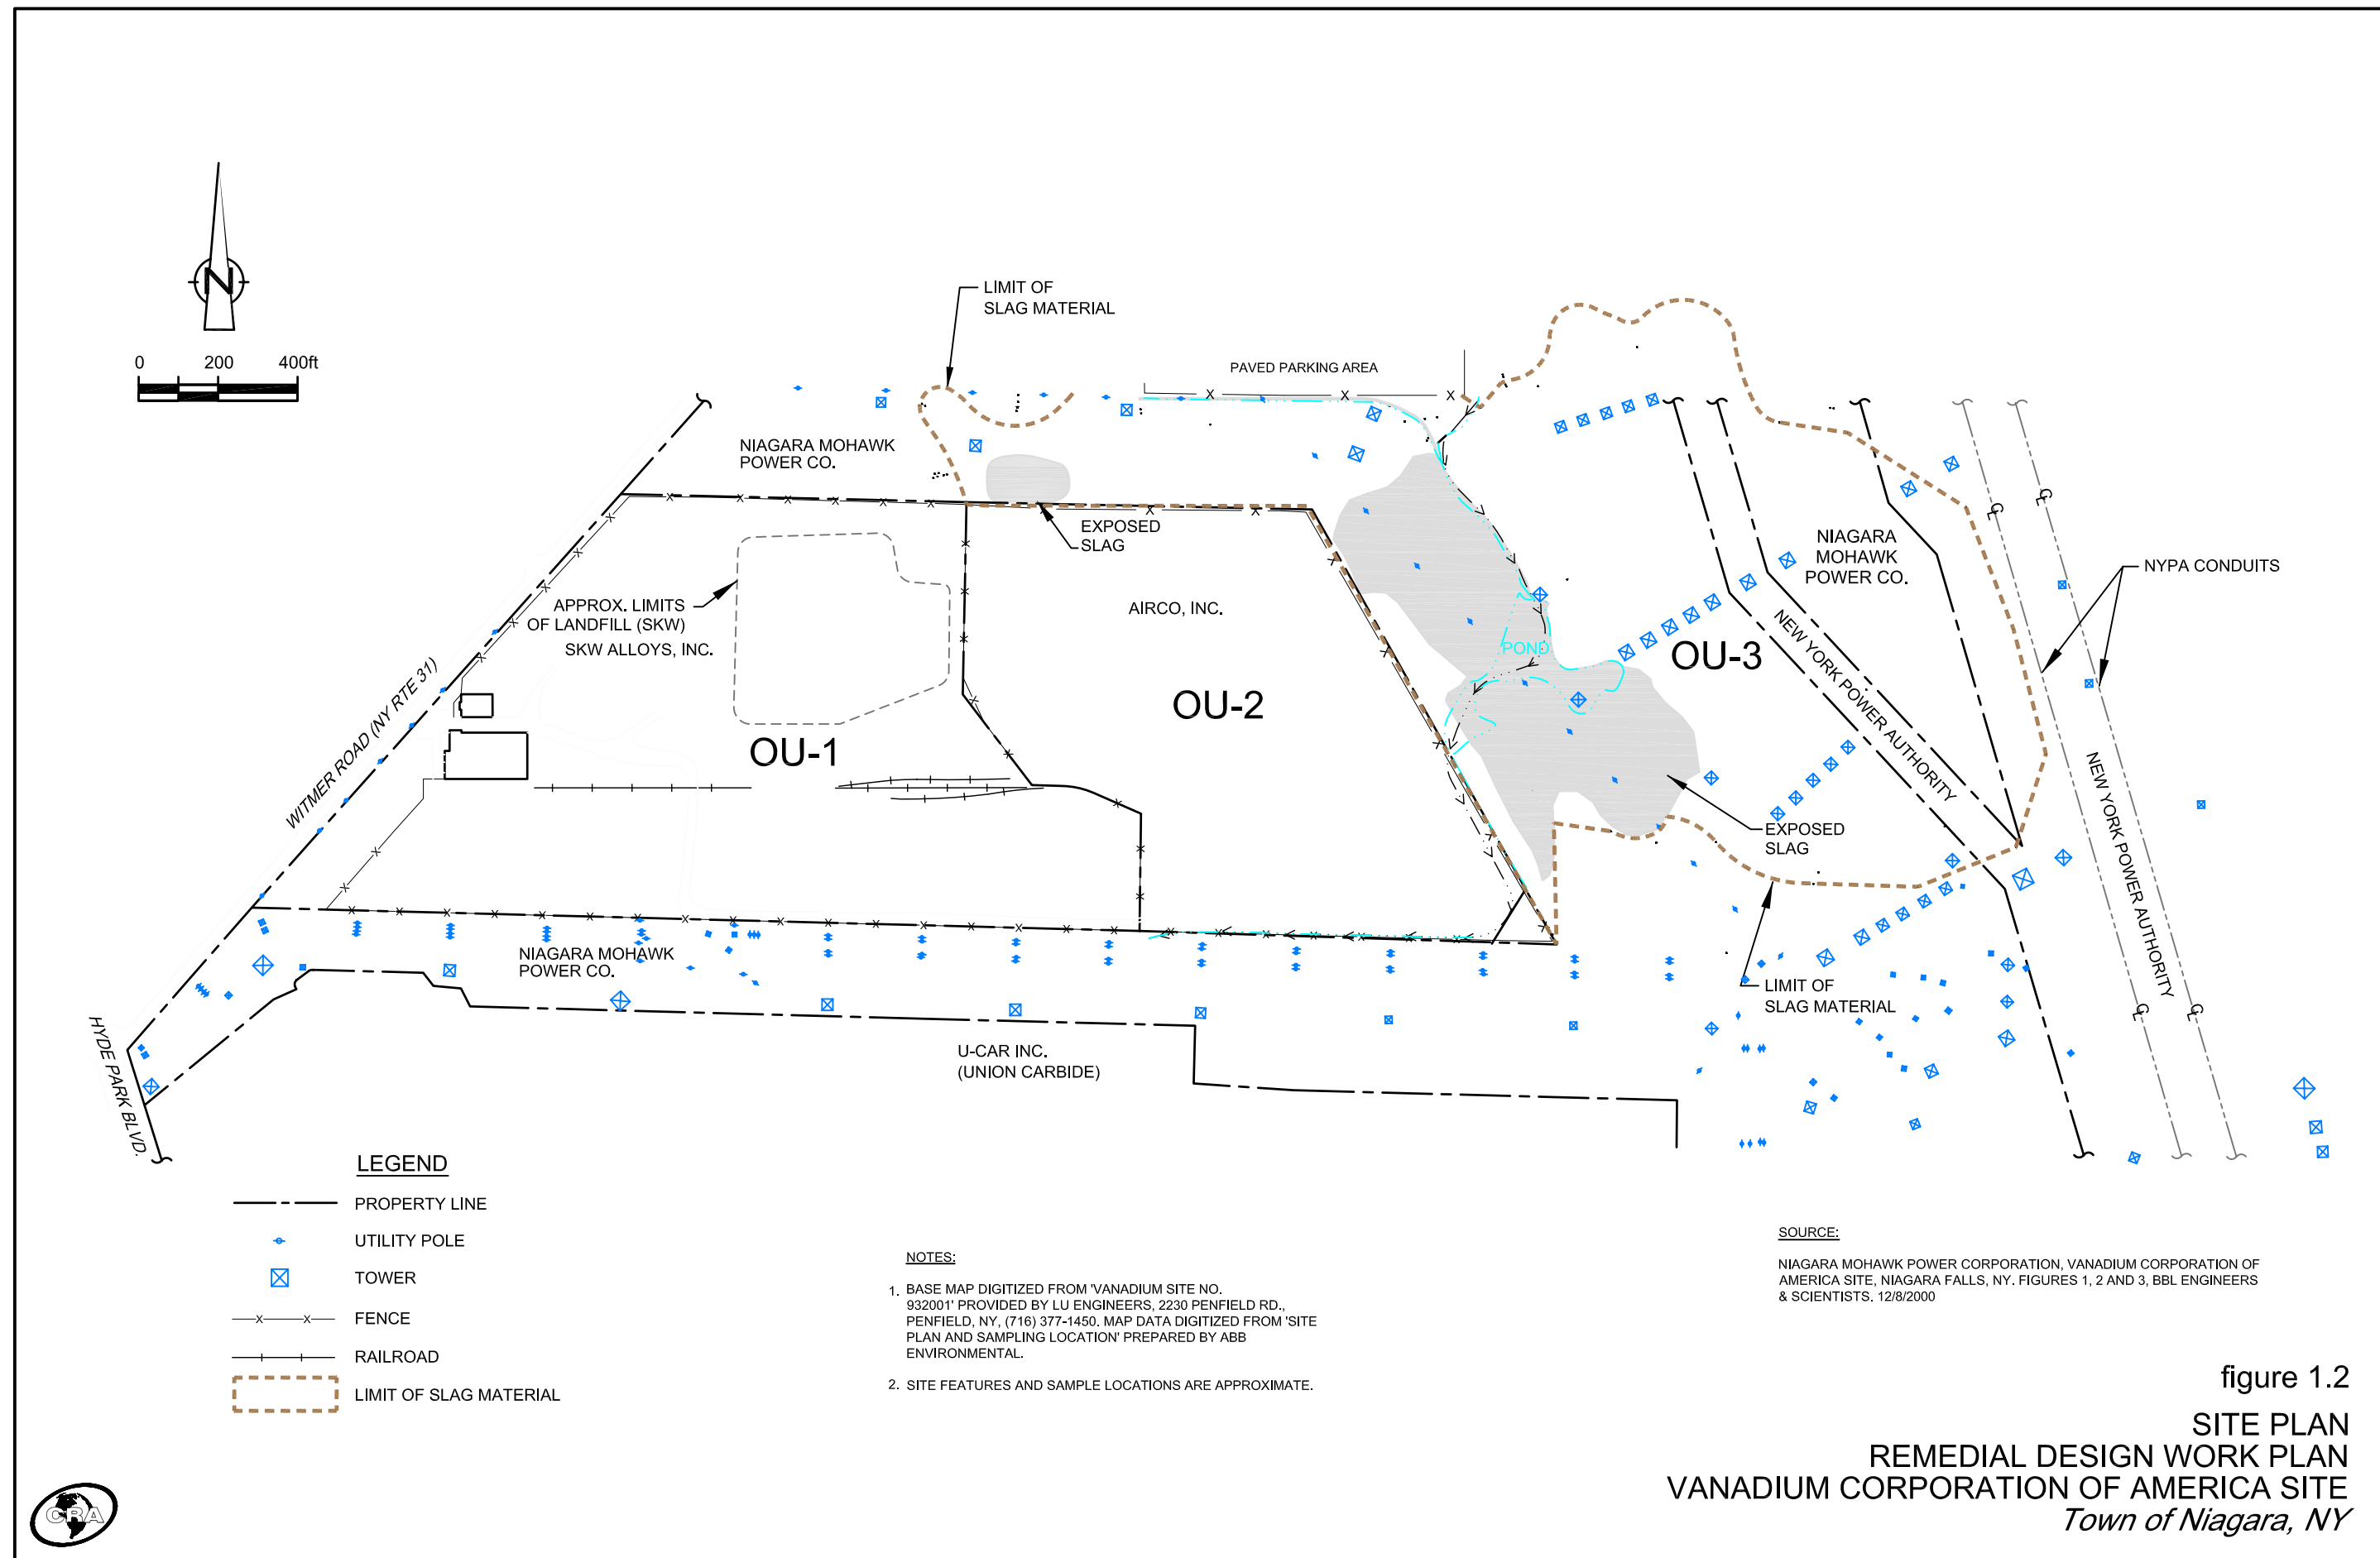 N
0 200 400ft
LIMIT OF
SLAG MATERIAL
PAVED PARKING AREA
NIAGARA MOHAWK
POWER CO.
EXPOSED
SLAG
NIAGARA
MOHAWK
POWER CO.
NYPA CONDUITS
APPROX. LIMITS
OF LANDFILL (SKW)
SKW ALLOYS, INC.
AIRCO, INC.
POND
OU-3
OU-2
OU-1
WITMER ROAD (NY RTE 31)
NEW YORK POWER AUTHORITY
NEW YORK POWER AUTHORITY
EXPOSED
SLAG
NIAGARA MOHAWK
POWER CO.
LIMIT OF
SLAG MATERIAL
HYDE PARK BLVD.
U-CAR INC.
(UNION CARBIDE)
LEGEND
PROPERTY LINE
UTILITY POLE
TOWER
FENCE
RAILROAD
LIMIT OF SLAG MATERIAL
NOTES:
1. BASE MAP DIGITIZED FROM 'VANADIUM SITE NO.
932001' PROVIDED BY LU ENGINEERS, 2230 PENFIELD RD.,
PENFIELD, NY, (716) 377-1450. MAP DATA DIGITIZED FROM 'SITE
PLAN AND SAMPLING LOCATION' PREPARED BY ABB
ENVIRONMENTAL.
2. SITE FEATURES AND SAMPLE LOCATIONS ARE APPROXIMATE.
SOURCE:
NIAGARA MOHAWK POWER CORPORATION, VANADIUM CORPORATION OF
AMERICA SITE, NIAGARA FALLS, NY. FIGURES 1, 2 AND 3, BBL ENGINEERS
& SCIENTISTS. 12/8/2000
figure 1.2
SITE PLAN
REMEDIAL DESIGN WORK PLAN
VANADIUM CORPORATION OF AMERICA SITE
Town of Niagara, NY
CRA